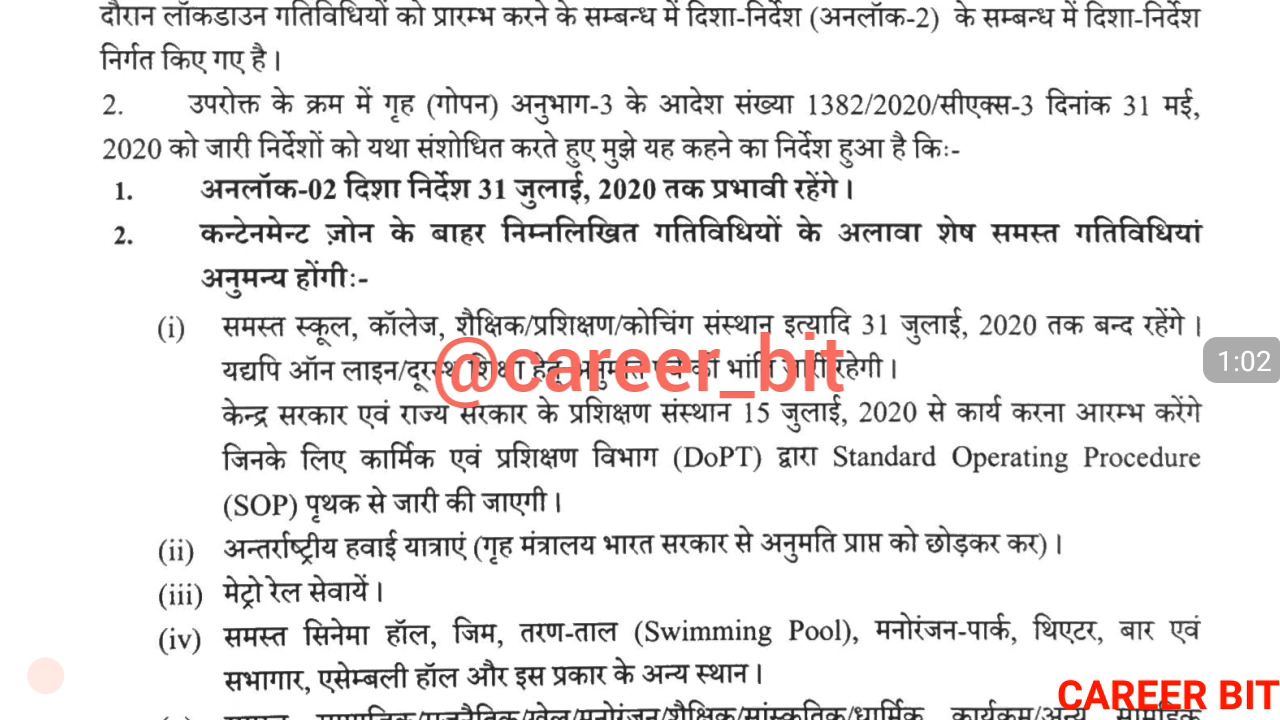 दौरान लॉकडाउन गतिविधियों को प्रारम्भ करने के सम्बन्ध में दिशा-निर्देश (अनलॉक-2) के सम्बन्ध में दिशा-निर्देश
निर्गत किए गए है।
2. उपरोक्त के क्रम में गृह (गोपन) अनुभाग-3 के आदेश संख्या 1382/2020/सीएक्स-3 दिनांक 31 मई,
2020 को जारी निर्देशों को यथा संशोधित करते हुए मुझे यह कहने का निर्देश हुआ है किः-
1. अनलॉक-02 दिशा निर्देश 31 जुलाई, 2020 तक प्रभावी रहेंगे।
2. कन्टेनमेन्ट ज़ोन के बाहर निम्नलिखित गतिविधियों के अलावा शेष समस्त गतिविधियां
अनुमन्य होंगीः-
(i) समस्त स्कूल, कॉलेज, शैक्षिक/प्रशिक्षण/कोचिंग संस्थान इत्यादि 31 जुलाई, 2020 तक बन्द रहेंगे।
यद्यपि ऑन लाइन/दूरस्थ शिक्षा हेतु अनुमति की भांति जारी रहेगी।
@career_bit
1:02
केन्द्र सरकार एवं राज्य सरकार के प्रशिक्षण संस्थान 15 जुलाई, 2020 से कार्य करना आरम्भ करेंगे
जिनके लिए कार्मिक एवं प्रशिक्षण विभाग (DoPT) द्वारा Standard Operating Procedure
(SOP) पृथक से जारी की जाएगी।
(ii) अन्तर्राष्ट्रीय हवाई यात्राएं (गृह मंत्रालय भारत सरकार से अनुमति प्राप्त को छोड़कर कर)।
(iii) मेट्रो रेल सेवायें।
(iv) समस्त सिनेमा हॉल, जिम, तरण-ताल (Swimming Pool), मनोरंजन-पार्क, थिएटर, बार एवं
सभागार, एसेम्बली हॉल और इस प्रकार के अन्य स्थान।
सामाजिक/राजनैतिक/खेल/मनोरंजन/शैक्षिक/सांस्कृतिक/धार्मिक कार्यक्रम/अन्य सामूहिक
CAREER BIT